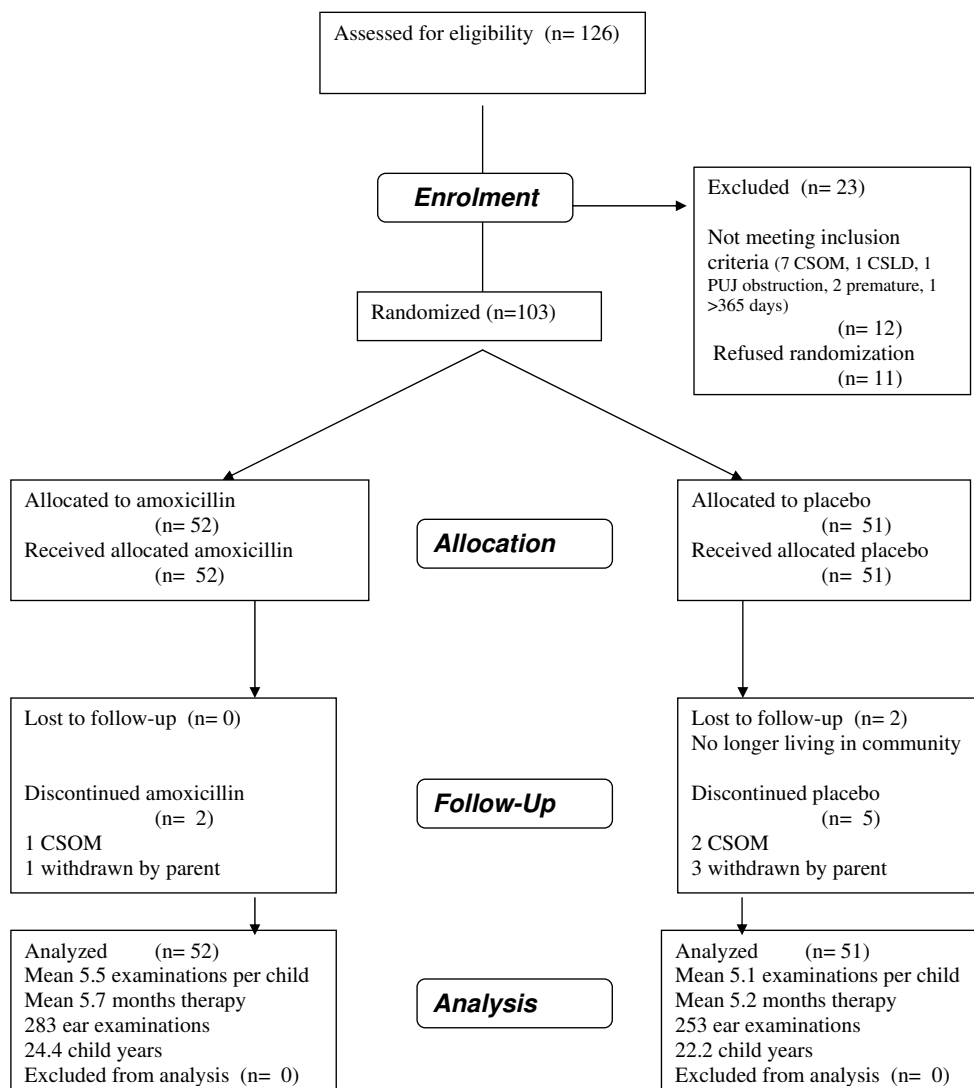 Assessed for eligibility (n= 126)
Enrolment
Excluded (n= 23)
Not meeting inclusion
criteria (7 CSOM, 1 CSLD, 1
PUJ obstruction, 2 premature, 1
>365 days)
(n= 12)
Refused randomization
(n= 11)
Randomized (n=103)
Allocated to amoxicillin
(n= 52)
Received allocated amoxicillin
(n= 52)
Allocation
Allocated to placebo
(n= 51)
Received allocated placebo
(n= 51)
Lost to follow-up (n= 0)
Discontinued amoxicillin
(n= 2)
1 CSOM
1 withdrawn by parent
Follow-Up
Lost to follow-up (n= 2)
No longer living in community
Discontinued placebo
(n= 5)
2 CSOM
3 withdrawn by parent
Analyzed (n= 52)
Mean 5.5 examinations per child
Mean 5.7 months therapy
283 ear examinations
24.4 child years
Excluded from analysis (n= 0)
Analysis
Analyzed (n= 51)
Mean 5.1 examinations per child
Mean 5.2 months therapy
253 ear examinations
22.2 child years
Excluded from analysis (n= 0)